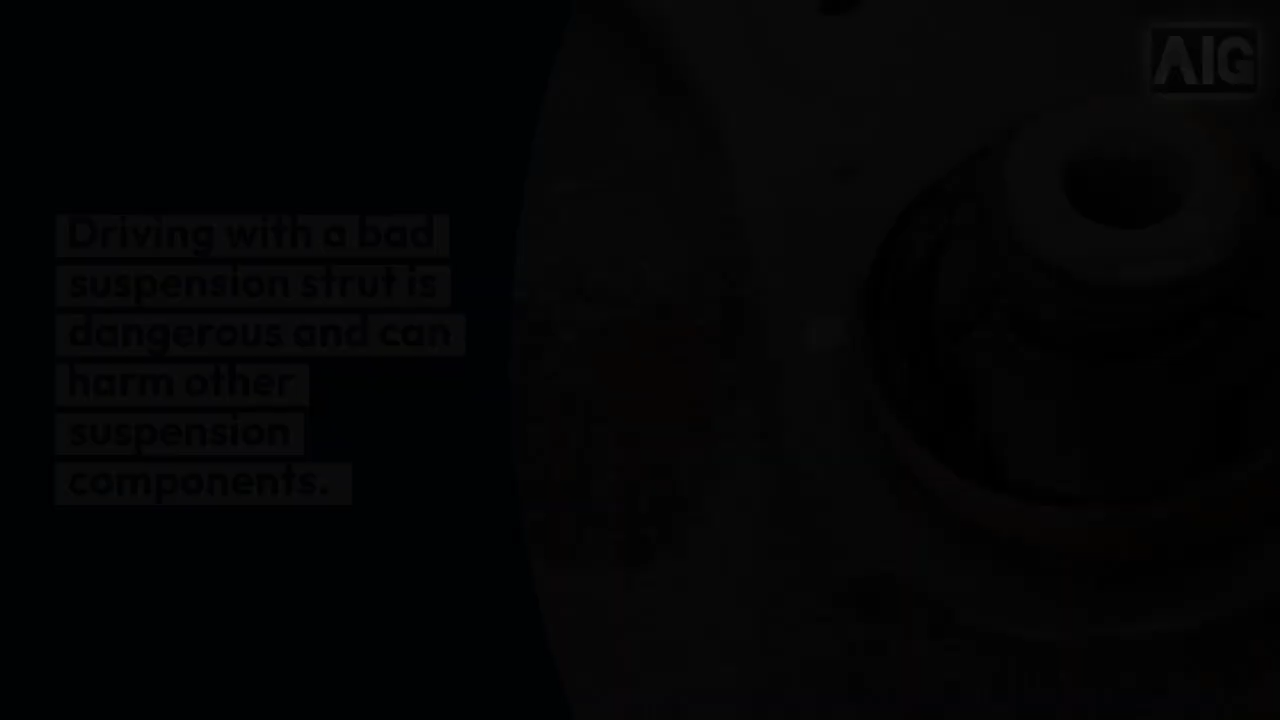 AIG
Driving with a bad
suspension strut is
dangerous and can
harm other
suspension
components.